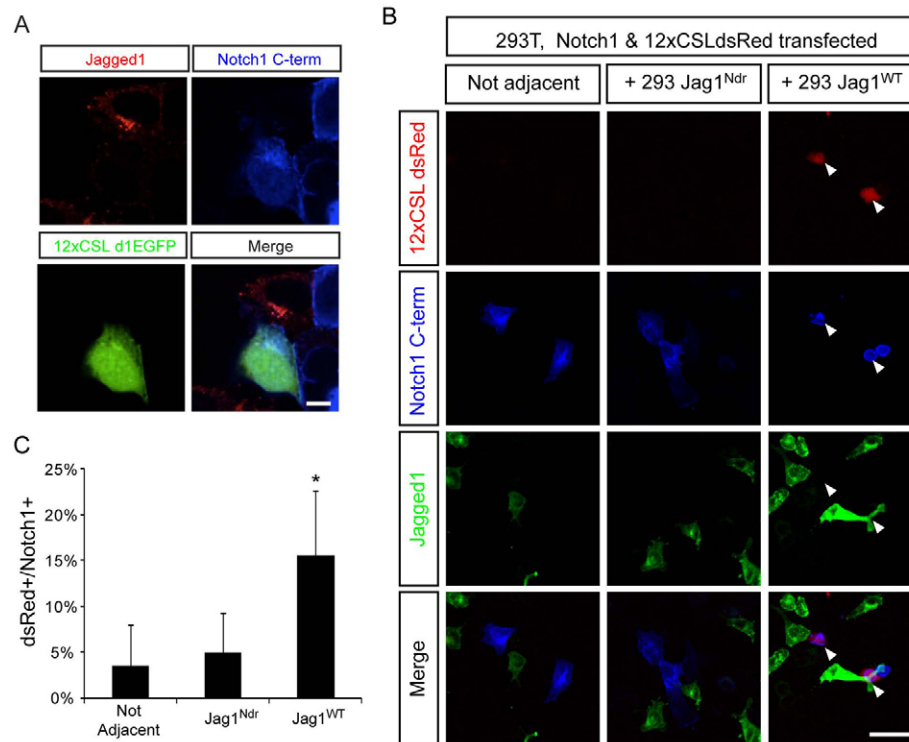 A
Jagged1
Notch1 C-term
12xCSL d1EGFP
Merge
B
293T, Notch1 & 12xCSLdsRed transfected
Not adjacent
+ 293 Jag1Ndr
+ 293 Jag1WT
12xCSL dsRed
Notch1 C-term
Jagged1
Merge
C
dsRed+/Notch1+
25%
20%
15%
10%
5%
0%
*
Not
Adjacent
Jag1Ndr
Jag1WT